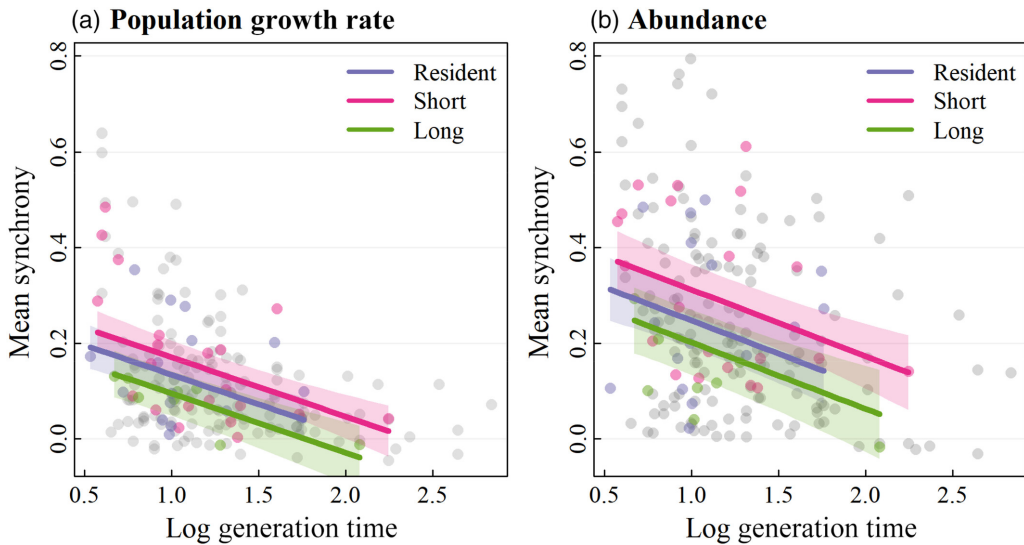 (a) Population growth rate
Mean synchrony
0.8
0.6
0.4
0.2
0.0
Resident
Short
Long
0.5 1.0 1.5 2.0 2.5
Log generation time
(b) Abundance
Mean synchrony
0.8
0.6
0.4
0.2
0.0
Resident
Short
Long
0.5 1.0 1.5 2.0 2.5
Log generation time